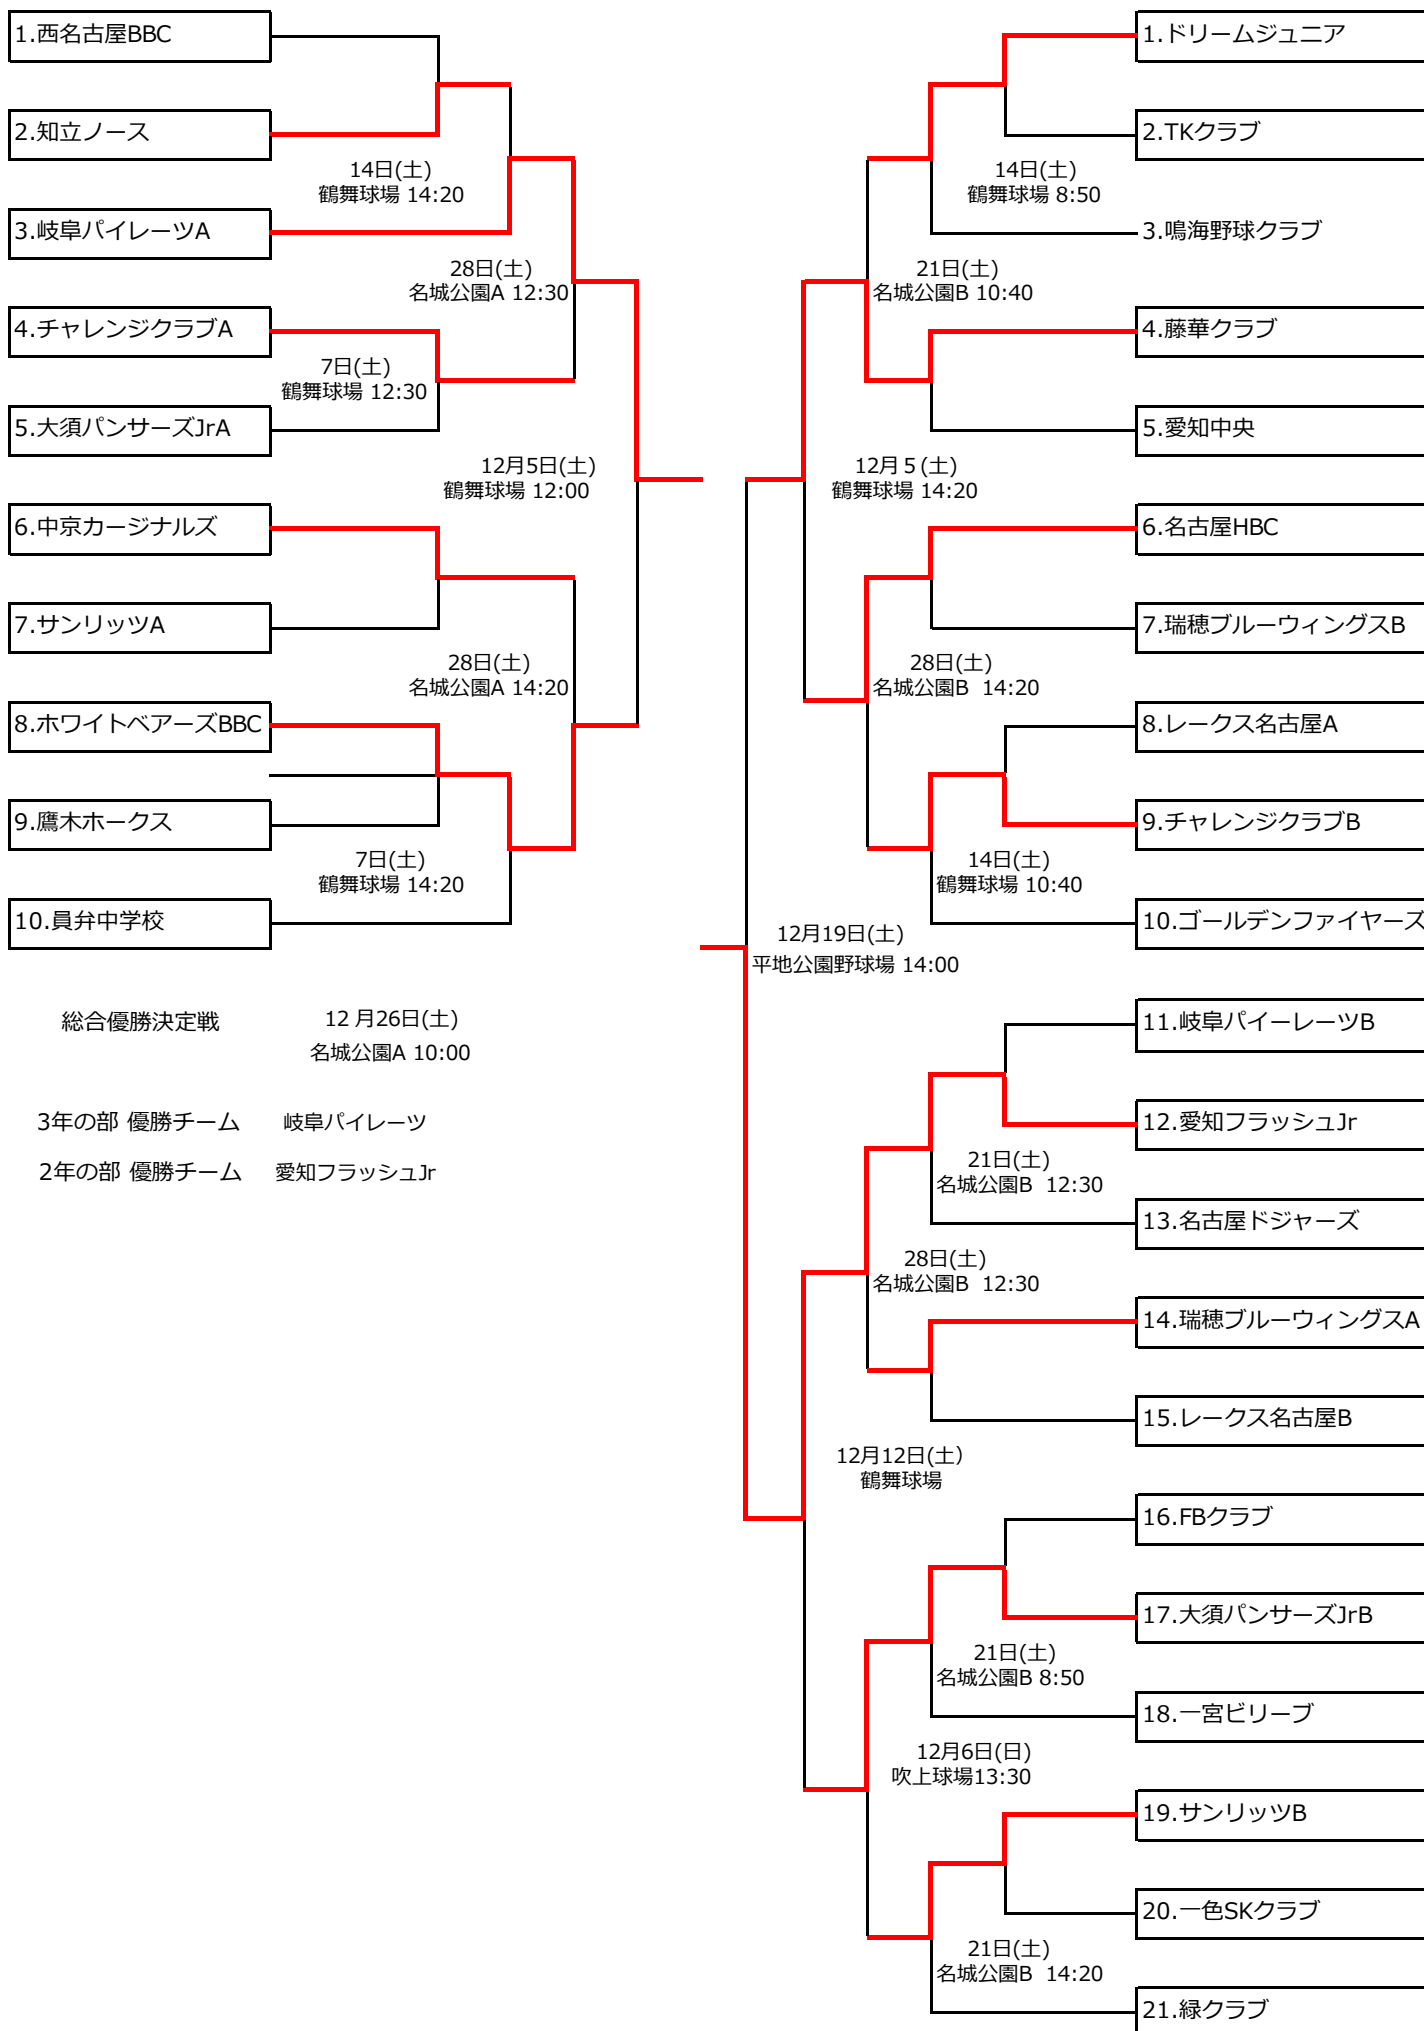 1.西名古屋BBC
2.知立ノース
14日(土)
鶴舞球場 14:20
3.岐阜パイレーツA
28日(土)
名城公園A 12:30
4.チャレンジクラブA
7日(土)
鶴舞球場 12:30
5.大須パンサーズJrA
12月5日(土)
鶴舞球場 12:00
6.中京カージナルズ
7.サンリッツA
28日(土)
名城公園A 14:20
8.ホワイトベアーズBBC
9.鷹木ホークス
7日(土)
鶴舞球場 14:20
10.員弁中学校
総合優勝決定戦
12 月26日(土)
名城公園A 10:00
3年の部 優勝チーム 岐阜パイレーツ
2年の部 優勝チーム 愛知フラッシュJr
1.ドリームジュニア
2.TKクラブ
14日(土)
鶴舞球場 8:50
3.鳴海野球クラブ
21日(土)
名城公園B 10:40
4.藤華クラブ
5.愛知中央
12月５(土)
鶴舞球場 14:20
6.名古屋HBC
7.瑞穂ブルーウィングスB
28日(土)
名城公園B 14:20
8.レークス名古屋A
9.チャレンジクラブB
14日(土)
鶴舞球場 10:40
10.ゴールデンファイヤーズ
12月19日(土)
平地公園野球場 14:00
11.岐阜パイーレーツB
12.愛知フラッシュJr
21日(土)
名城公園B 12:30
13.名古屋ドジャーズ
28日(土)
名城公園B 12:30
14.瑞穂ブルーウィングスA
15.レークス名古屋B
12月12日(土）
鶴舞球場
16.FBクラブ
17.大須パンサーズJrB
21日(土)
名城公園B 8:50
18.一宮ビリーブ
12月6日(日)
吹上球場13:30
19.サンリッツB
20.一色SKクラブ
21日(土)
名城公園B 14:20
21.緑クラブ